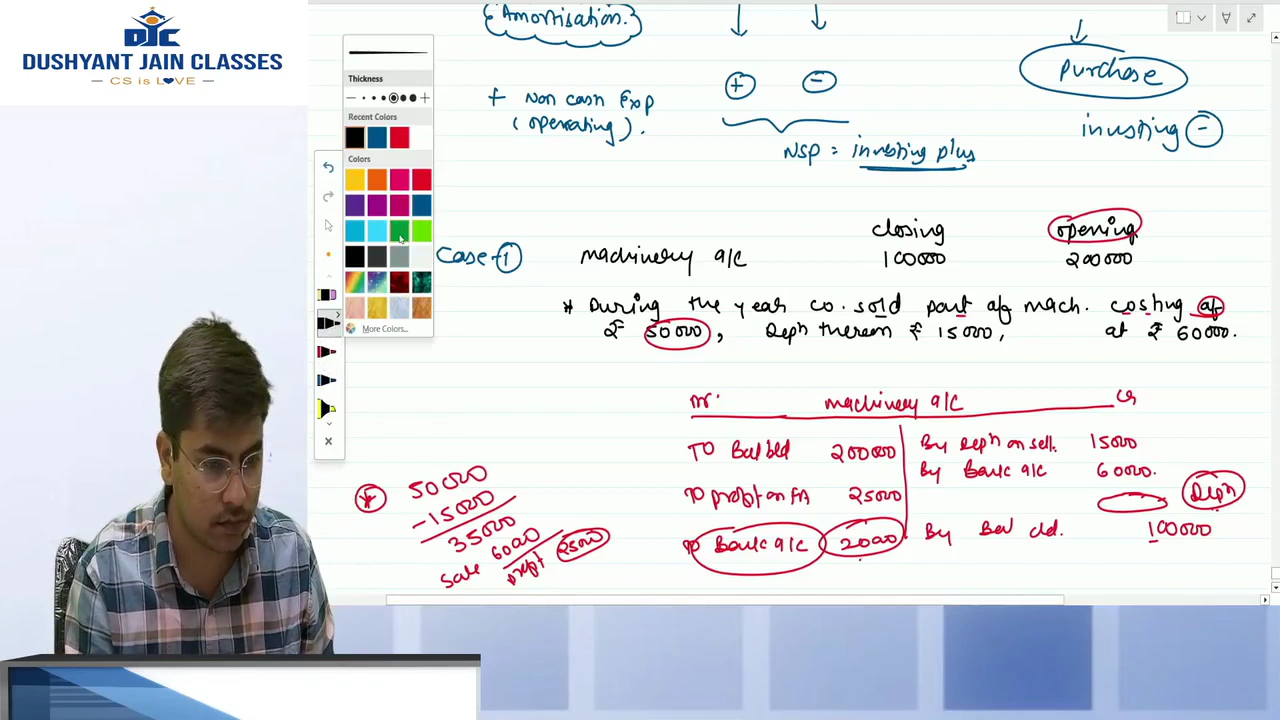 DJC
DUSHYANT JAIN CLASSES
CS is LOVE
Amortisation.
+ Non cash Exp
(operating).
+ -
NSP = investing plus
Purchase
investing -
Thickness
Recent Colors
Colors
More Colors...
closing opening
Case-1 machinery a/c 100000 200000
* During the year co. sold part of mach. costing of
₹ 50000, Depn thereon ₹ 15000, at ₹ 60000.
Dr. machinery a/c Cr
TO Bal b/d 200000 By Depn on sell. 15000
By Bank a/c 60000.
TO profit on FA 25000 Depn
TO Bank a/c By Bal c/d. 100000
* 50000
-15000
35000
Sale
profit 25000